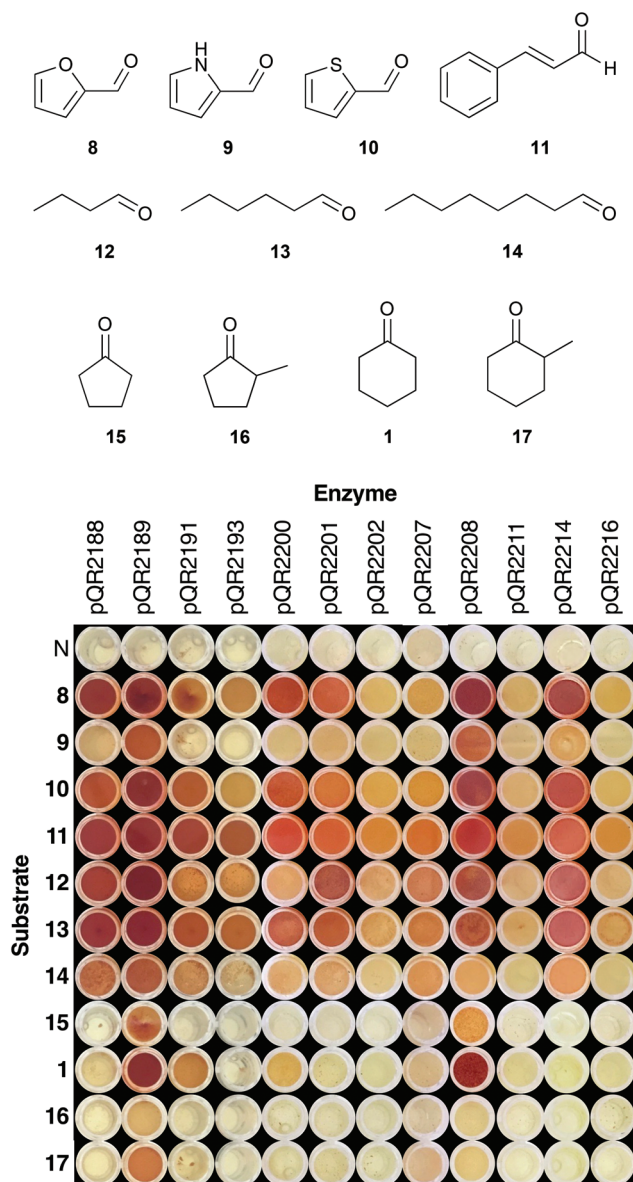 O O
8
H
N O
9
S O
10
O
H
11
O
12
O
13
O
14
O
15
O
16
O
1
O
17
Enzyme
pQR2188
pQR2189
pQR2191
pQR2193
pQR2200
pQR2201
pQR2202
pQR2207
pQR2208
pQR2211
pQR2214
pQR2216
Substrate
N
8
9
10
11
12
13
14
15
1
16
17